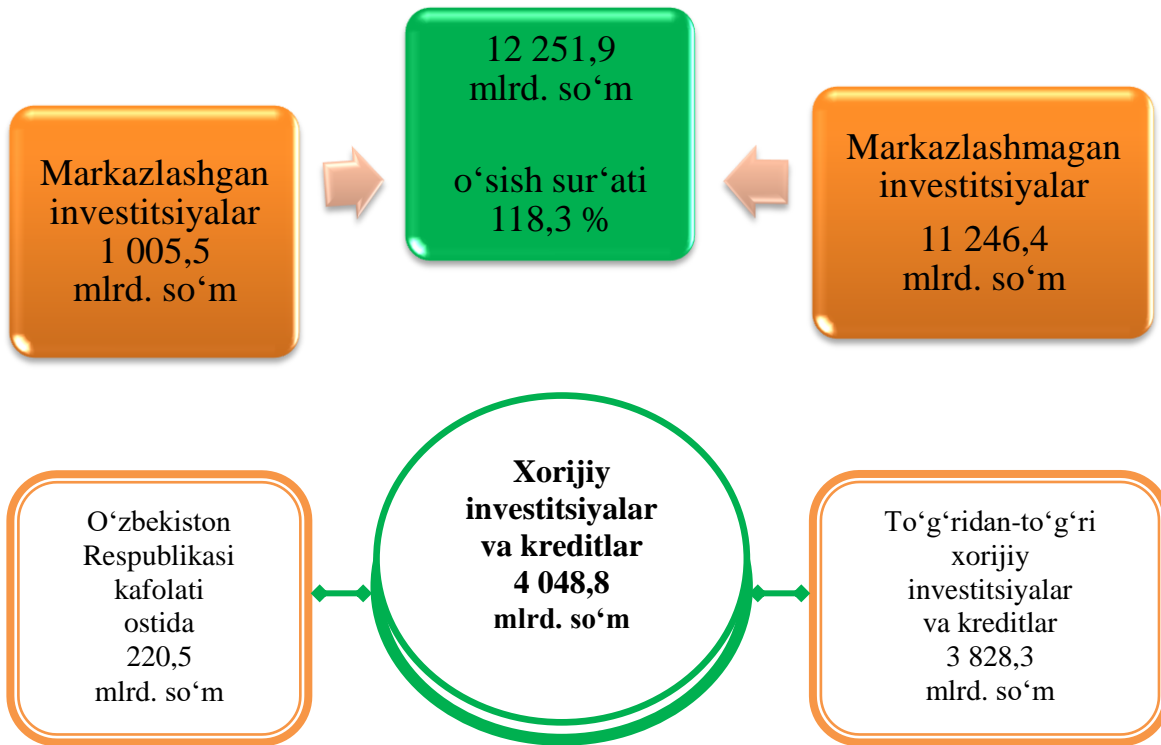 12 251,9
mlrd. so‘m
o‘sish sur‘ati
118,3 %
Markazlashgan
investitsiyalar
1 005,5
mlrd. so‘m
Markazlashmagan
investitsiyalar
11 246,4
mlrd. so‘m
Xorijiy
investitsiyalar
va kreditlar
4 048,8
mlrd. so‘m
O‘zbekiston
Respublikasi
kafolati
ostida
220,5
mlrd. so‘m
To‘g‘ridan-to‘g‘ri
xorijiy
investitsiyalar
va kreditlar
3 828,3
mlrd. so‘m